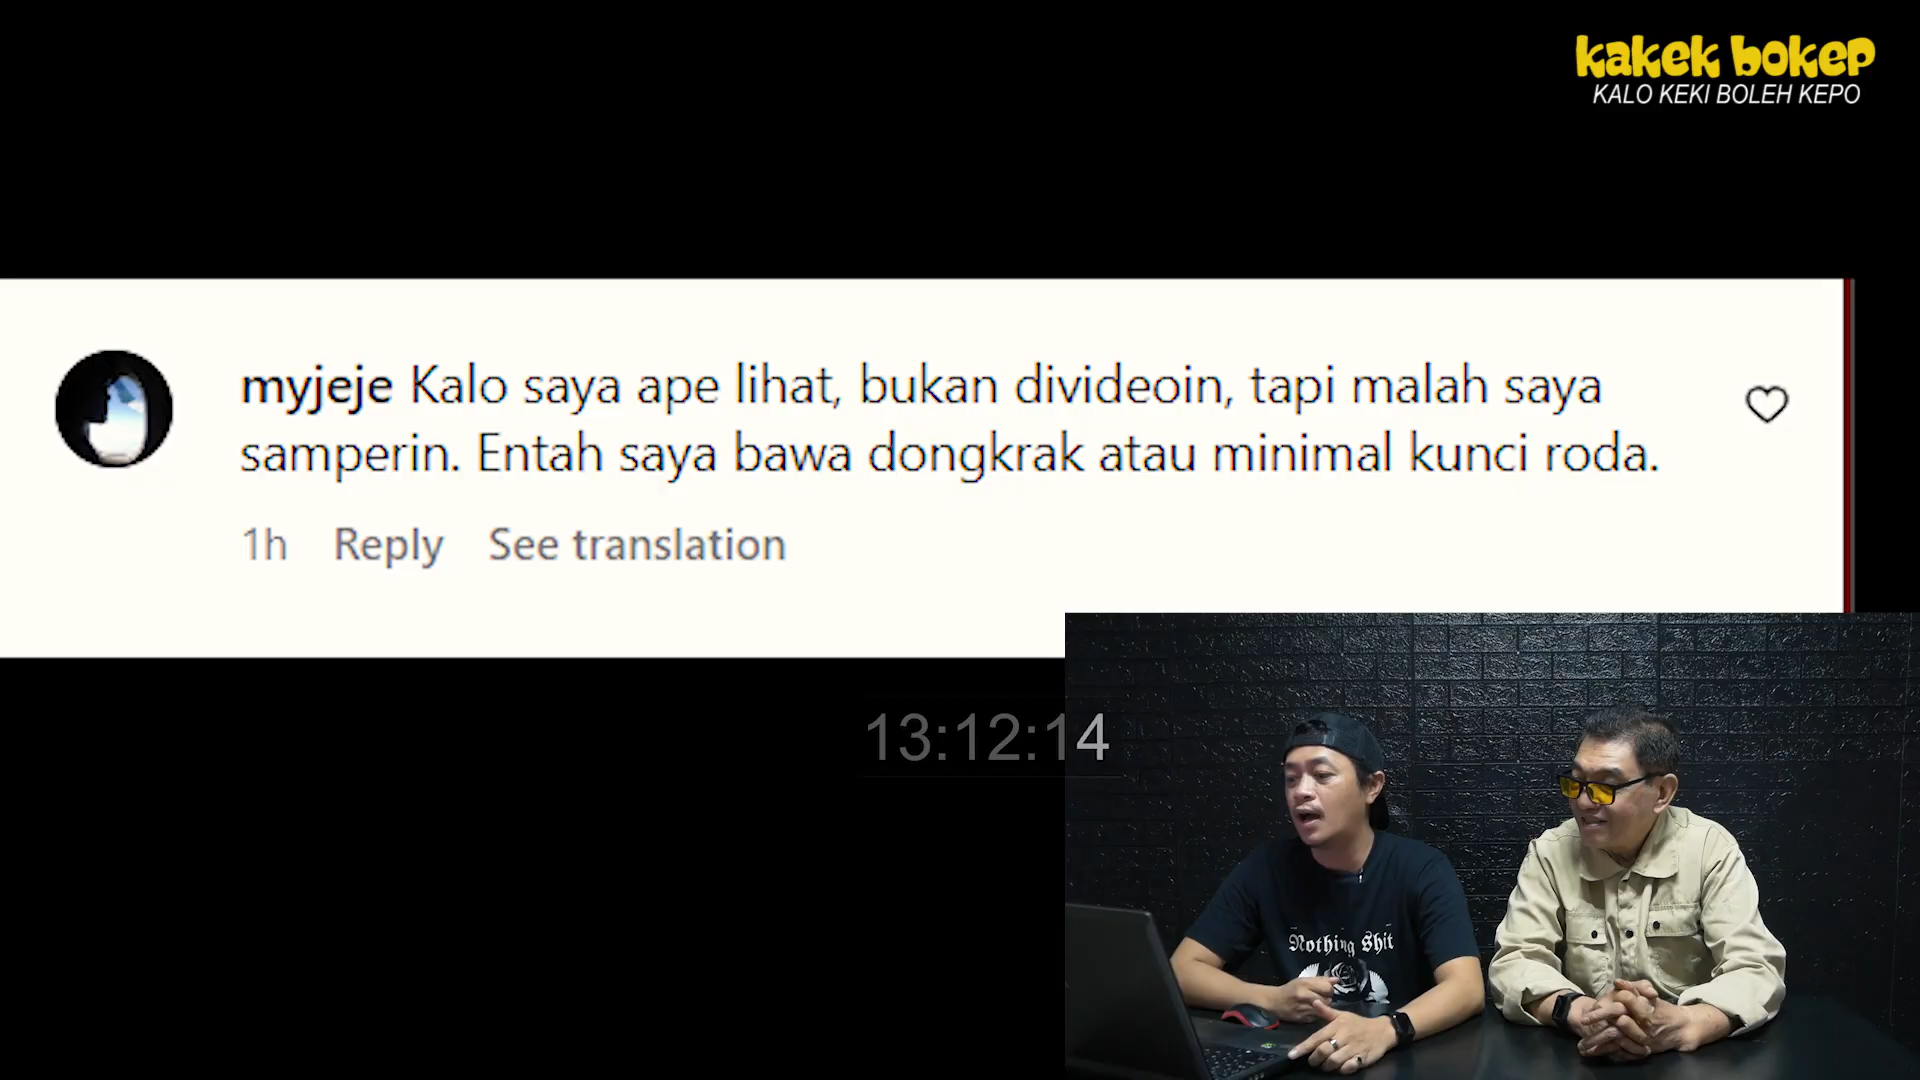 kakek bokep
KALO KEKI BOLEH KEPO
myjeje Kalo saya ape lihat, bukan divideoin, tapi malah saya
samperin. Entah saya bawa dongkrak atau minimal kunci roda.
1h Reply See translation
13:12:14
Nothing Shit